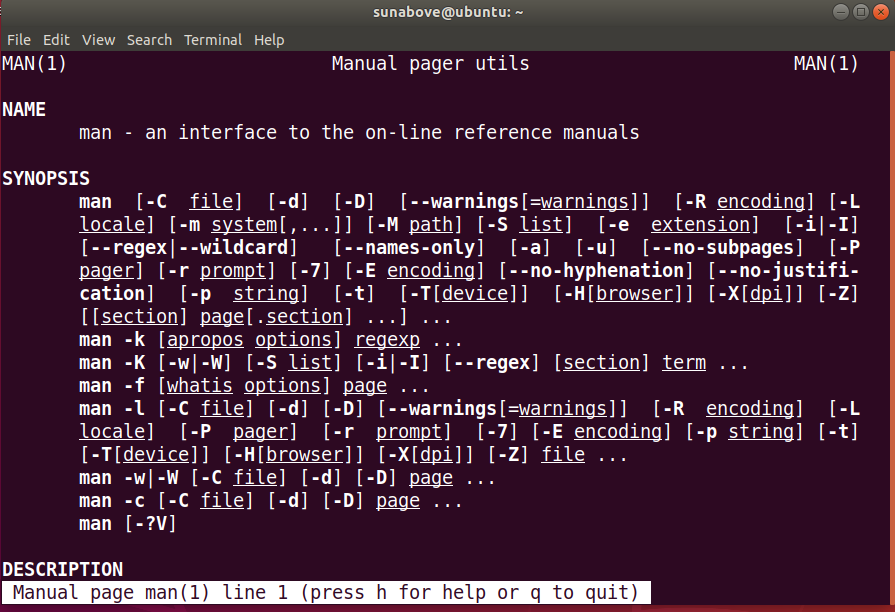 sunabove@ubuntu: ~
File Edit View Search Terminal Help
MAN(1) Manual pager utils MAN(1)
NAME
man - an interface to the on-line reference manuals
SYNOPSIS
man [-C file] [-d] [-D] [--warnings[=warnings]] [-R encoding] [-L
locale] [-m system[,...]] [-M path] [-S list] [-e extension] [-i|-I]
[--regex|--wildcard] [--names-only] [-a] [-u] [--no-subpages] [-P
pager] [-r prompt] [-7] [-E encoding] [--no-hyphenation] [--no-justifi-
cation] [-p string] [-t] [-T[device]] [-H[browser]] [-X[dpi]] [-Z]
[[section] page[.section] ...] ...
man -k [apropos options] regexp ...
man -K [-w|-W] [-S list] [-i|-I] [--regex] [section] term ...
man -f [whatis options] page ...
man -l [-C file] [-d] [-D] [--warnings[=warnings]] [-R encoding] [-L
locale] [-P pager] [-r prompt] [-7] [-E encoding] [-p string] [-t]
[-T[device]] [-H[browser]] [-X[dpi]] [-Z] file ...
man -w|-W [-C file] [-d] [-D] page ...
man -c [-C file] [-d] [-D] page ...
man [-?V]
DESCRIPTION
Manual page man(1) line 1 (press h for help or q to quit)